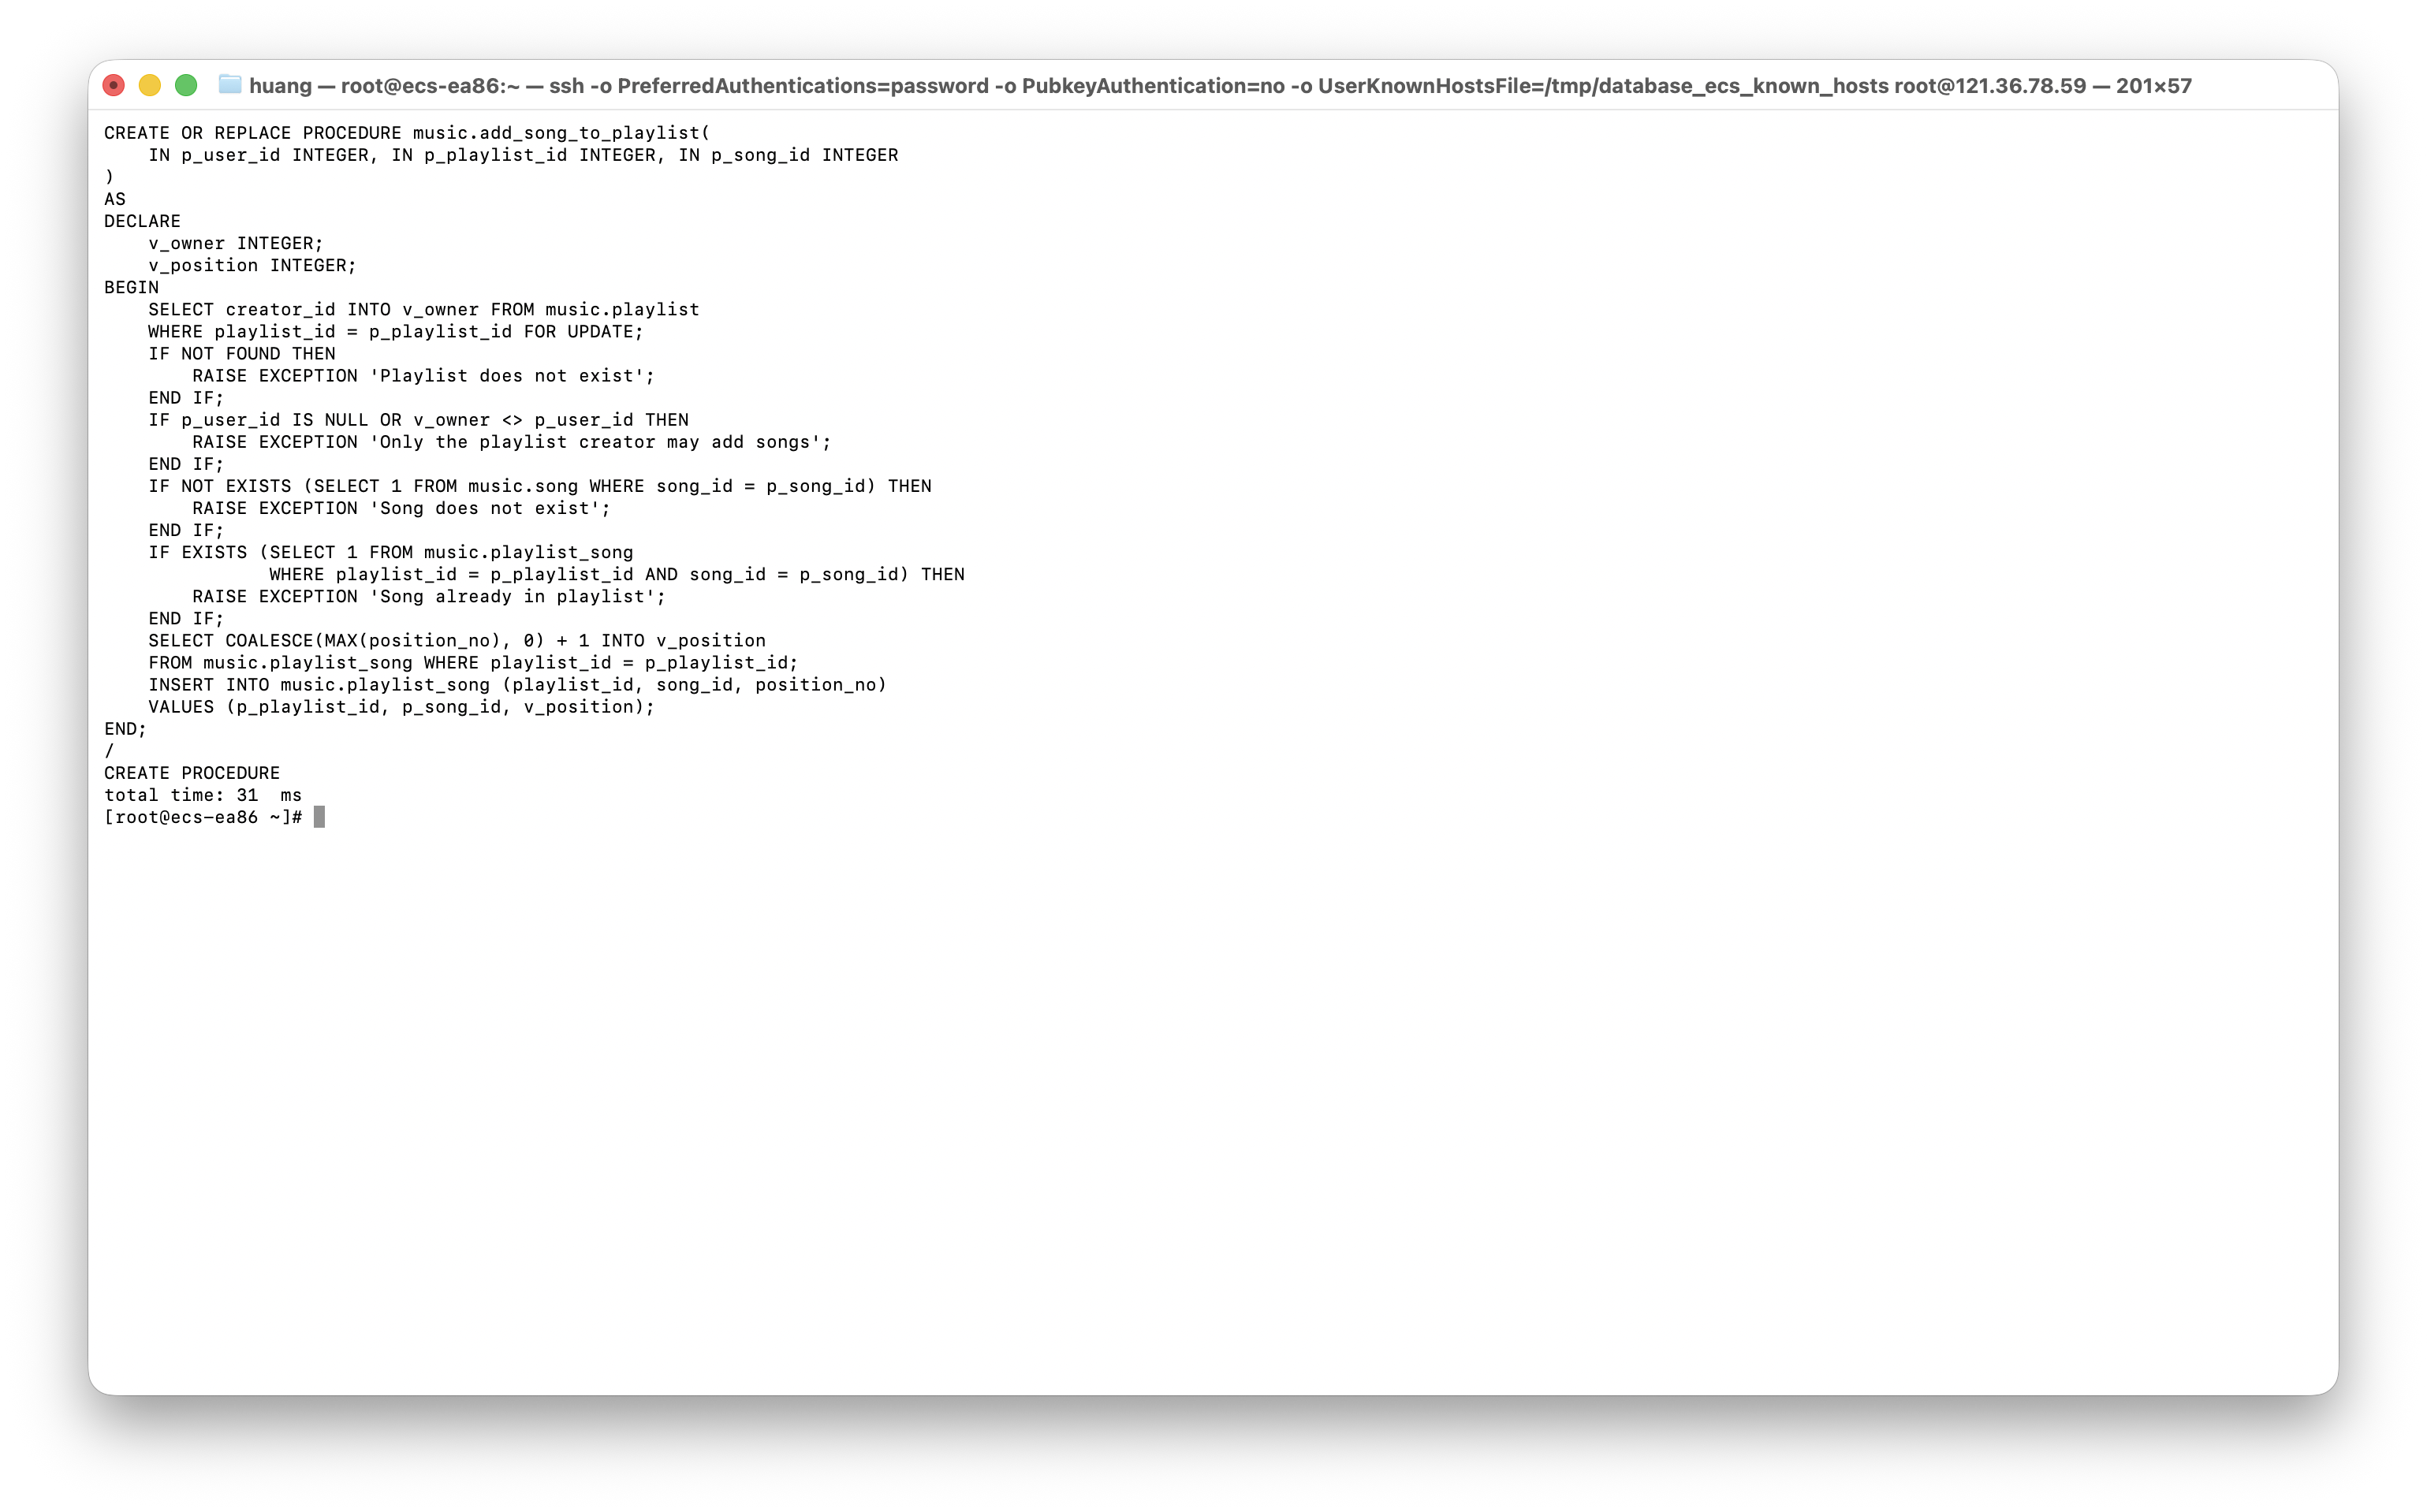 huang — root@ecs-ea86:~ — ssh -o PreferredAuthentications=password -o PubkeyAuthentication=no -o UserKnownHostsFile=/tmp/database_ecs_known_hosts root@121.36.78.59 — 201×57
CREATE OR REPLACE PROCEDURE music.add_song_to_playlist(
    IN p_user_id INTEGER, IN p_playlist_id INTEGER, IN p_song_id INTEGER
)
AS
DECLARE
    v_owner INTEGER;
    v_position INTEGER;
BEGIN
    SELECT creator_id INTO v_owner FROM music.playlist
    WHERE playlist_id = p_playlist_id FOR UPDATE;
    IF NOT FOUND THEN
        RAISE EXCEPTION 'Playlist does not exist';
    END IF;
    IF p_user_id IS NULL OR v_owner <> p_user_id THEN
        RAISE EXCEPTION 'Only the playlist creator may add songs';
    END IF;
    IF NOT EXISTS (SELECT 1 FROM music.song WHERE song_id = p_song_id) THEN
        RAISE EXCEPTION 'Song does not exist';
    END IF;
    IF EXISTS (SELECT 1 FROM music.playlist_song
               WHERE playlist_id = p_playlist_id AND song_id = p_song_id) THEN
        RAISE EXCEPTION 'Song already in playlist';
    END IF;
    SELECT COALESCE(MAX(position_no), 0) + 1 INTO v_position
    FROM music.playlist_song WHERE playlist_id = p_playlist_id;
    INSERT INTO music.playlist_song (playlist_id, song_id, position_no)
    VALUES (p_playlist_id, p_song_id, v_position);
END;
/
CREATE PROCEDURE
total time: 31  ms
[root@ecs-ea86 ~]#